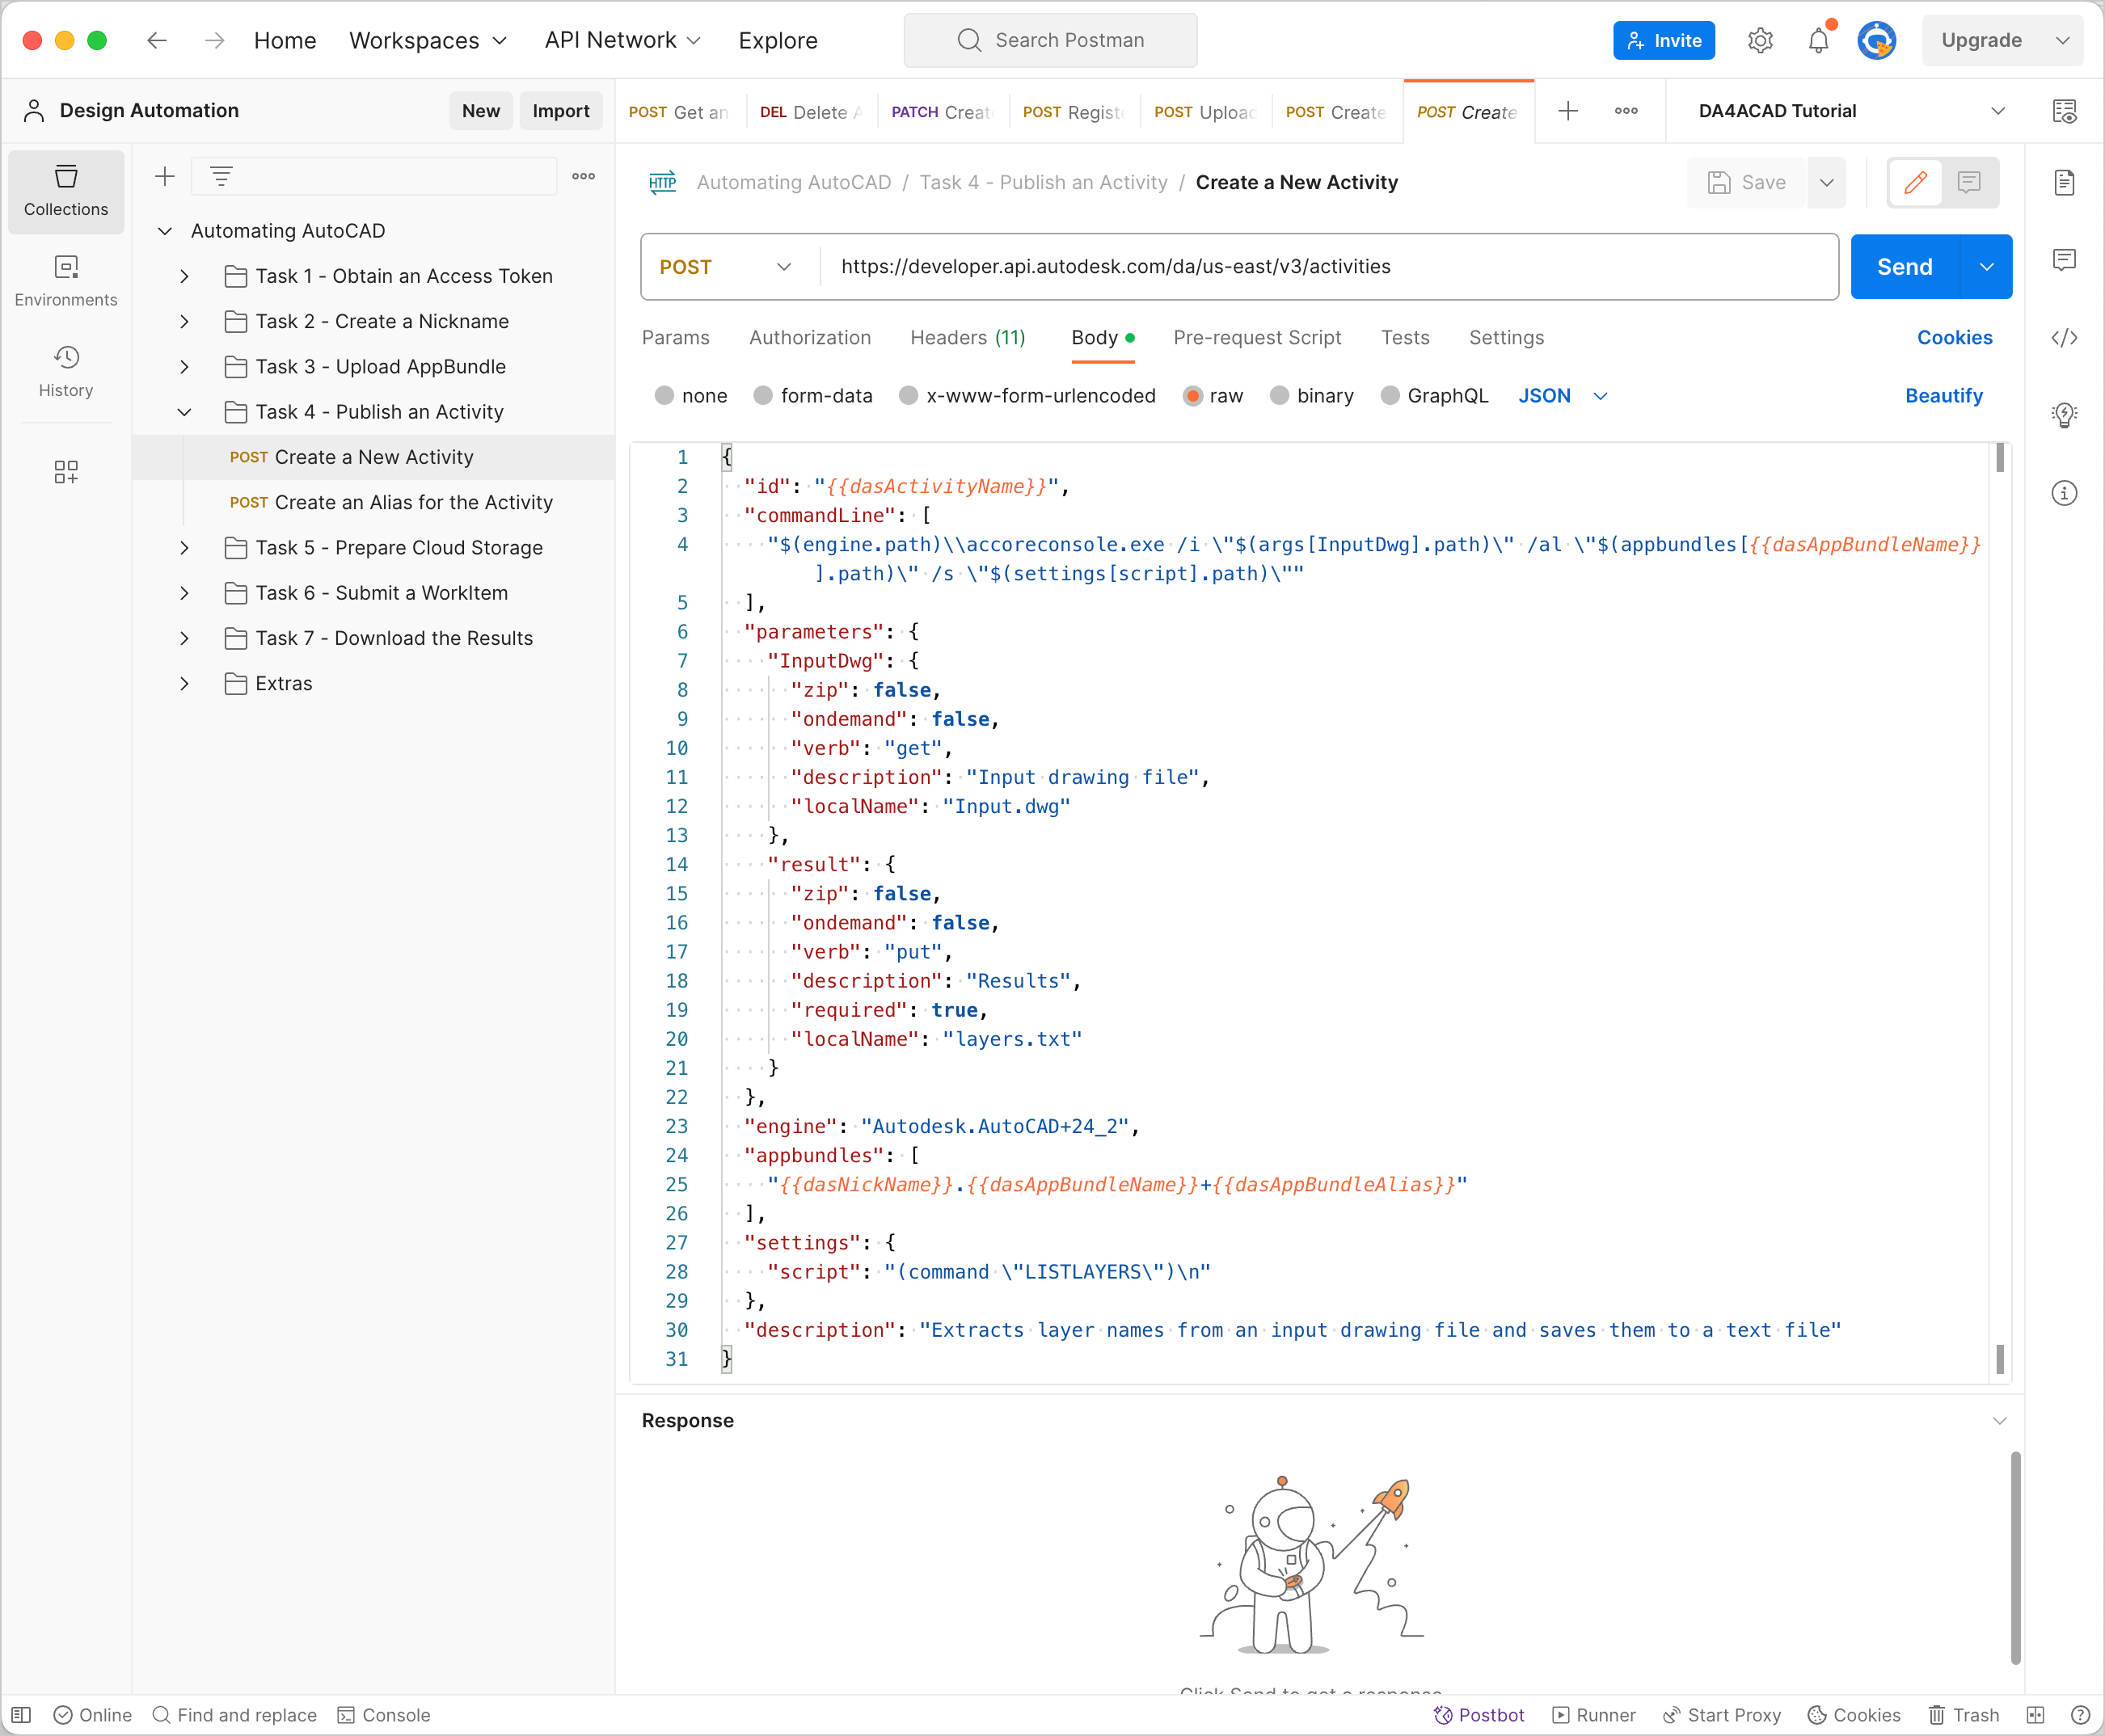 Home Workspaces API Network Explore Search Postman Invite Upgrade
Design Automation New Import
POST Get an DEL Delete A PATCH Creat POST Registe POST Upload POST Create POST Create DA4ACAD Tutorial
Collections
Environments
History
Automating AutoCAD
Task 1 - Obtain an Access Token
Task 2 - Create a Nickname
Task 3 - Upload AppBundle
Task 4 - Publish an Activity
POST Create a New Activity
POST Create an Alias for the Activity
Task 5 - Prepare Cloud Storage
Task 6 - Submit a WorkItem
Task 7 - Download the Results
Extras
HTTP Automating AutoCAD / Task 4 - Publish an Activity / Create a New Activity Save
POST https://developer.api.autodesk.com/da/us-east/v3/activities Send
Params Authorization Headers (11) Body Pre-request Script Tests Settings Cookies
none form-data x-www-form-urlencoded raw binary GraphQL JSON Beautify
1 {
2 "id": "{{dasActivityName}}",
3 "commandLine": [
4 "$(engine.path)\\accoreconsole.exe /i \"$(args[InputDwg].path)\" /al \"$(appbundles[{{dasAppBundleName}}
].path)\" /s \"$(settings[script].path)\""
5 ],
6 "parameters": {
7 "InputDwg": {
8 "zip": false,
9 "ondemand": false,
10 "verb": "get",
11 "description": "Input drawing file",
12 "localName": "Input.dwg"
13 },
14 "result": {
15 "zip": false,
16 "ondemand": false,
17 "verb": "put",
18 "description": "Results",
19 "required": true,
20 "localName": "layers.txt"
21 }
22 },
23 "engine": "Autodesk.AutoCAD+24_2",
24 "appbundles": [
25 "{{dasNickName}}.{{dasAppBundleName}}+{{dasAppBundleAlias}}"
26 ],
27 "settings": {
28 "script": "(command \"LISTLAYERS\")\n"
29 },
30 "description": "Extracts layer names from an input drawing file and saves them to a text file"
31 }
Response
Click Send to get a response
Online Find and replace Console Postbot Runner Start Proxy Cookies Trash